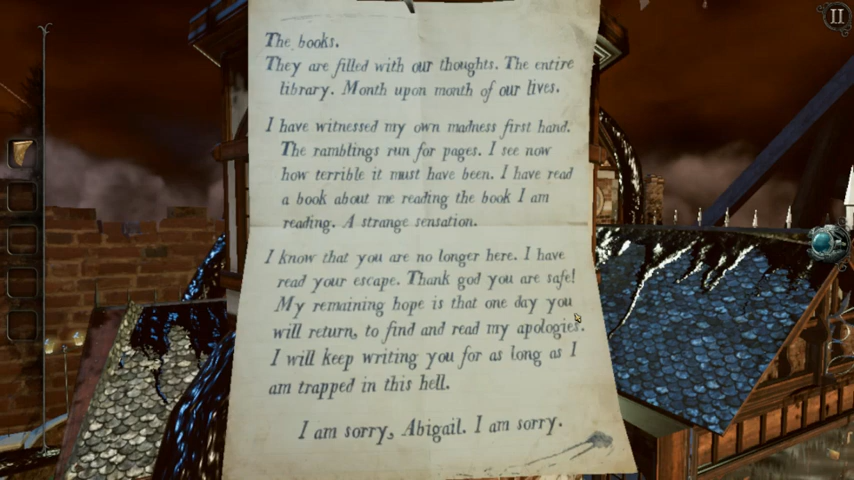 The books.
They are filled with our thoughts. The entire
library. Month upon month of our lives.
I have witnessed my own madness first hand.
The ramblings run for pages. I see now
how terrible it must have been. I have read
a book about me reading the book I am
reading. A strange sensation.
I know that you are no longer here. I have
read your escape. Thank god you are safe!
My remaining hope is that one day you
will return, to find and read my apologies.
I will keep writing you for as long as I
am trapped in this hell.
I am sorry, Abigail. I am sorry.
II